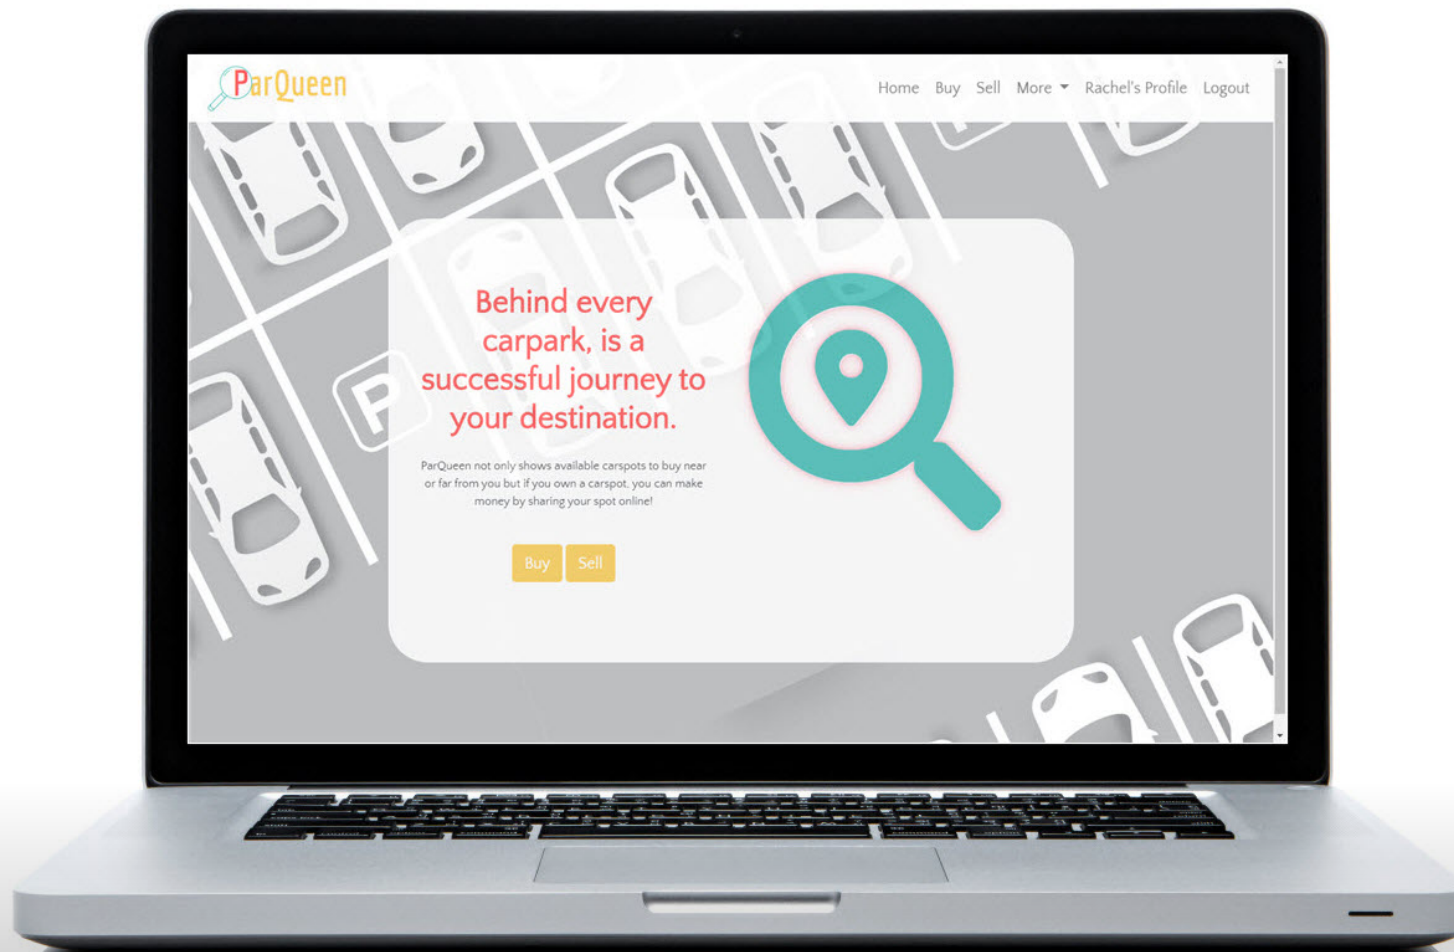 ParQueen
Home Buy Sell More Rachel's Profile Logout
P
Behind every
carpark, is a
successful journey to
your destination.
ParQueen not only shows available carspots to buy near
or far from you but if you own a carspot, you can make
money by sharing your spot online!
Buy Sell